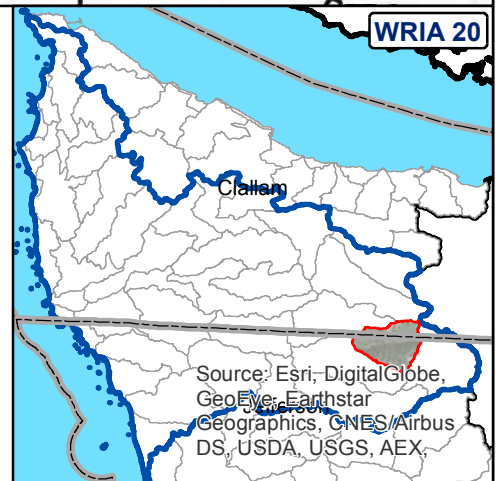 WRIA 20
Clallam
Source: Esri, DigitalGlobe,
GeoEye, Earthstar
Geographics, CNES/Airbus
DS, USDA, USGS, AEX,